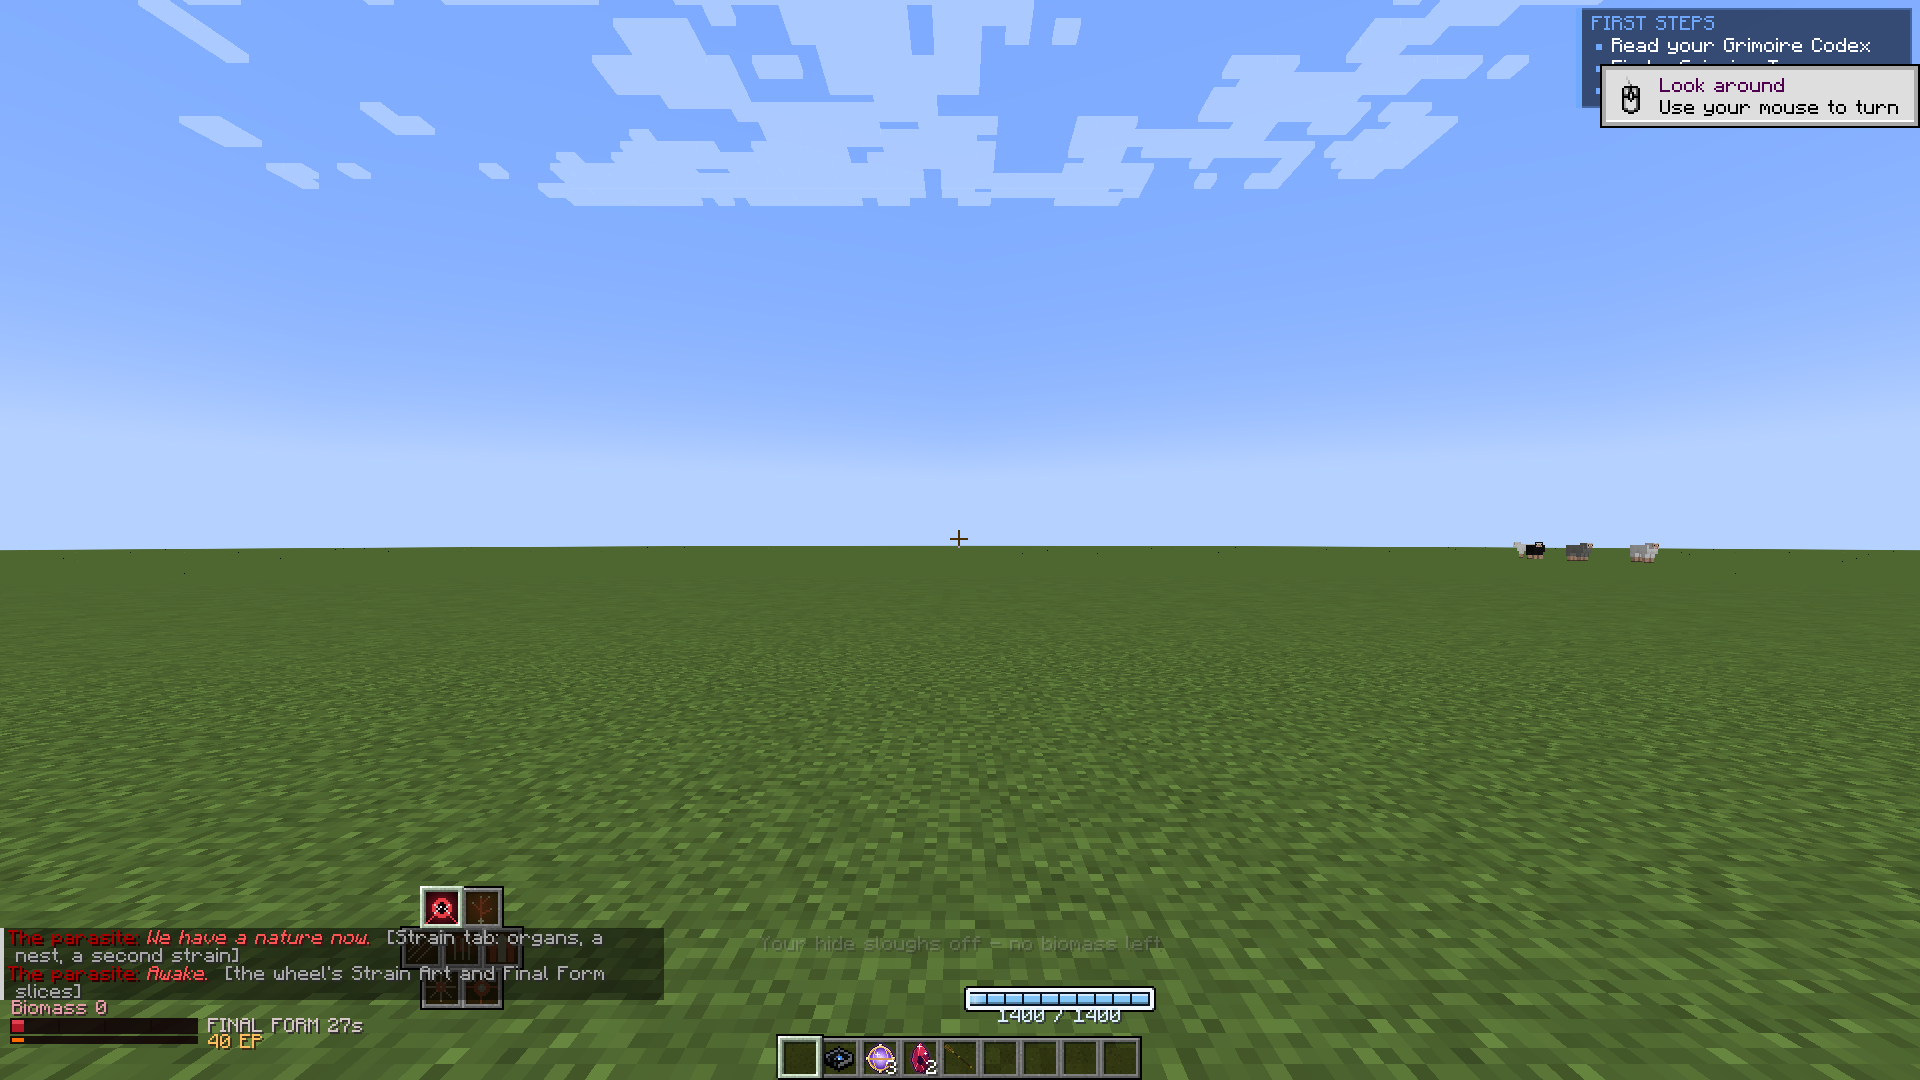 FIRST STEPS
Read your Grimoire Codex
Look around
Use your mouse to turn
The parasite: We have a nature now. [Strain tab: organs, a
nest, a second strain]
The parasite: Awake. [the wheel's Strain Art and Final Form
slices]
Your hide sloughs off - no biomass left
Biomass 0
FINAL FORM 27s
40 EP
1400 / 1400
3
2